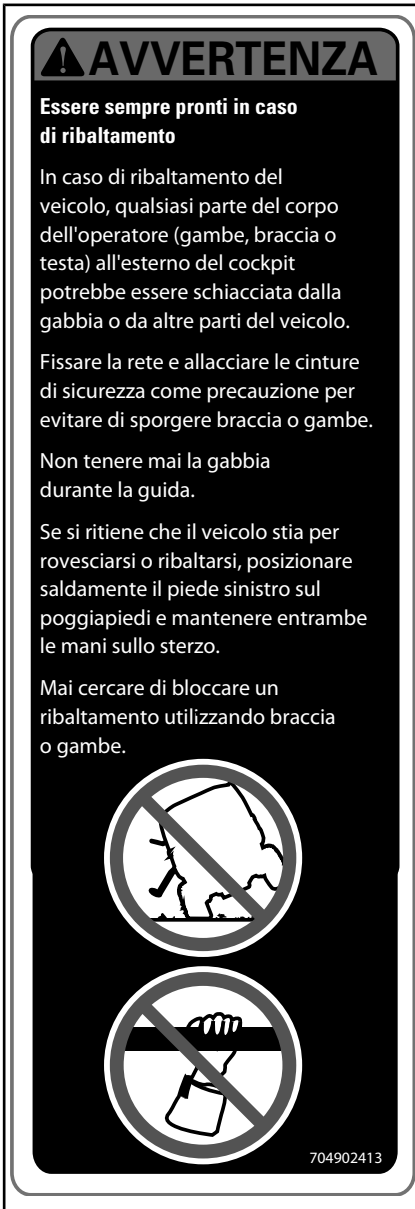 AVVERTENZA
Essere sempre pronti in caso
di ribaltamento
In caso di ribaltamento del
veicolo, qualsiasi parte del corpo
dell'operatore (gambe, braccia o
testa) all'esterno del cockpit
potrebbe essere schiacciata dalla
gabbia o da altre parti del veicolo.
Fissare la rete e allacciare le cinture
di sicurezza come precauzione per
evitare di sporgere braccia o gambe.
Non tenere mai la gabbia
durante la guida.
Se si ritiene che il veicolo stia per
rovesciarsi o ribaltarsi, posizionare
saldamente il piede sinistro sul
poggiapiedi e mantenere entrambe
le mani sullo sterzo.
Mai cercare di bloccare un
ribaltamento utilizzando braccia
o gambe.
704902413